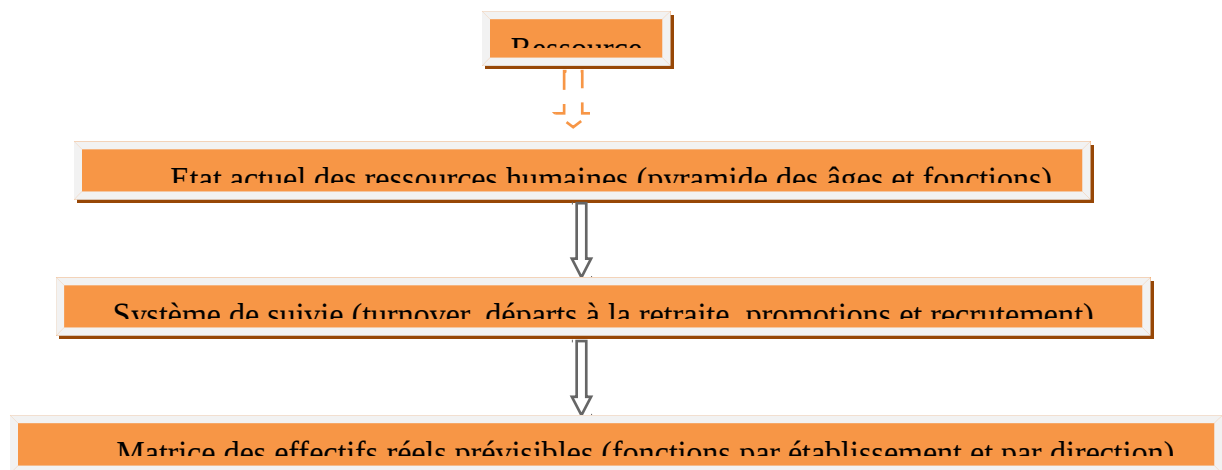 Ressource
Etat actuel des ressources humaines (pyramide des âges et fonctions)
Système de suivie (turnover, départs à la retraite, promotions et recrutement)
Matrice des effectifs réels prévisibles (fonctions par établissement et par direction)